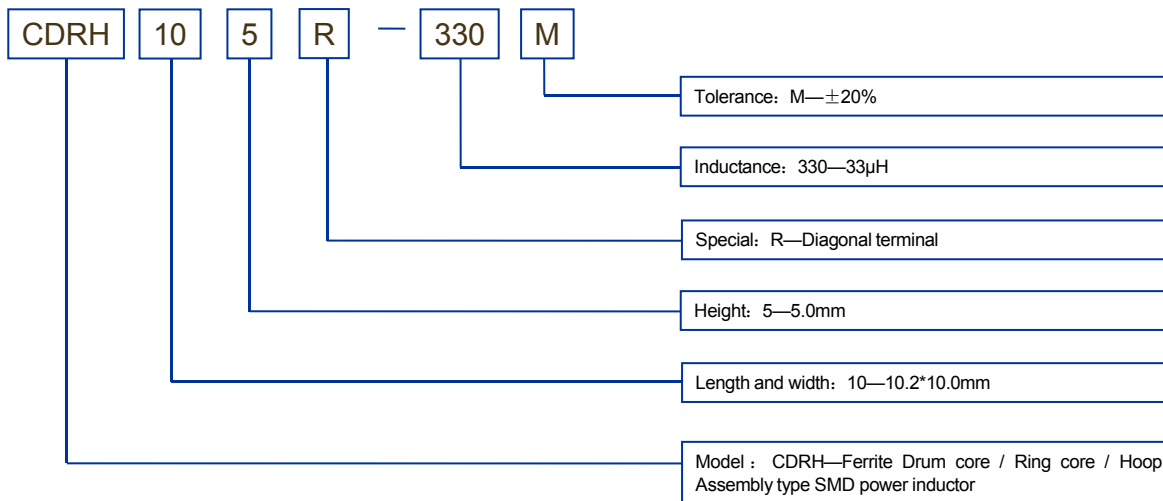 CDRH 10 5 R — 330 M
Tolerance：M—±20%
Inductance：330—33μH
Special：R—Diagonal terminal
Height：5—5.0mm
Length and width：10—10.2*10.0mm
Model： CDRH—Ferrite Drum core / Ring core / Hoop
Assembly type SMD power inductor